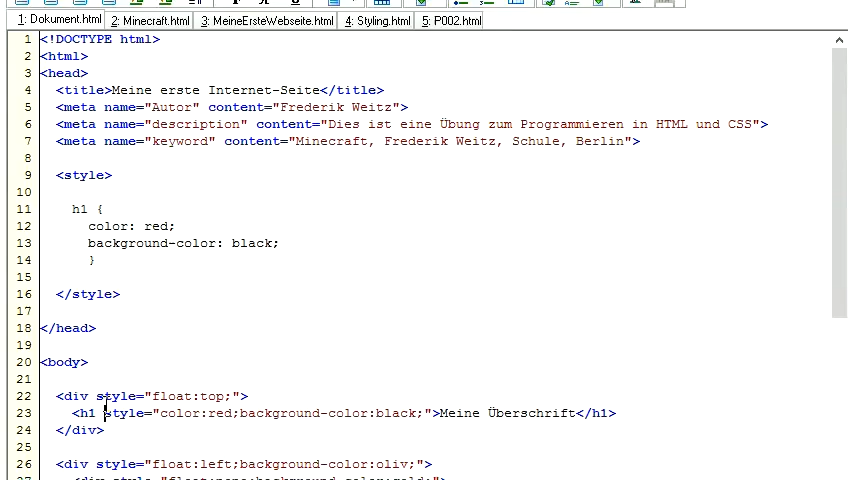 1: Dokument.html 2: Minecraft.html 3: MeineErsteWebseite.html 4: Styling.html 5: P002.html
1 <!DOCTYPE html>
2 <html>
3 <head>
4 <title>Meine erste Internet-Seite</title>
5 <meta name="Autor" content="Frederik Weitz">
6 <meta name="description" content="Dies ist eine Übung zum Programmieren in HTML und CSS">
7 <meta name="keyword" content="Minecraft, Frederik Weitz, Schule, Berlin">
8
9 <style>
10
11 h1 {
12 color: red;
13 background-color: black;
14 }
15
16 </style>
17
18 </head>
19
20 <body>
21
22 <div style="float:top;">
23 <h1 style="color:red;background-color:black;">Meine Überschrift</h1>
24 </div>
25
26 <div style="float:left;background-color:oliv;">